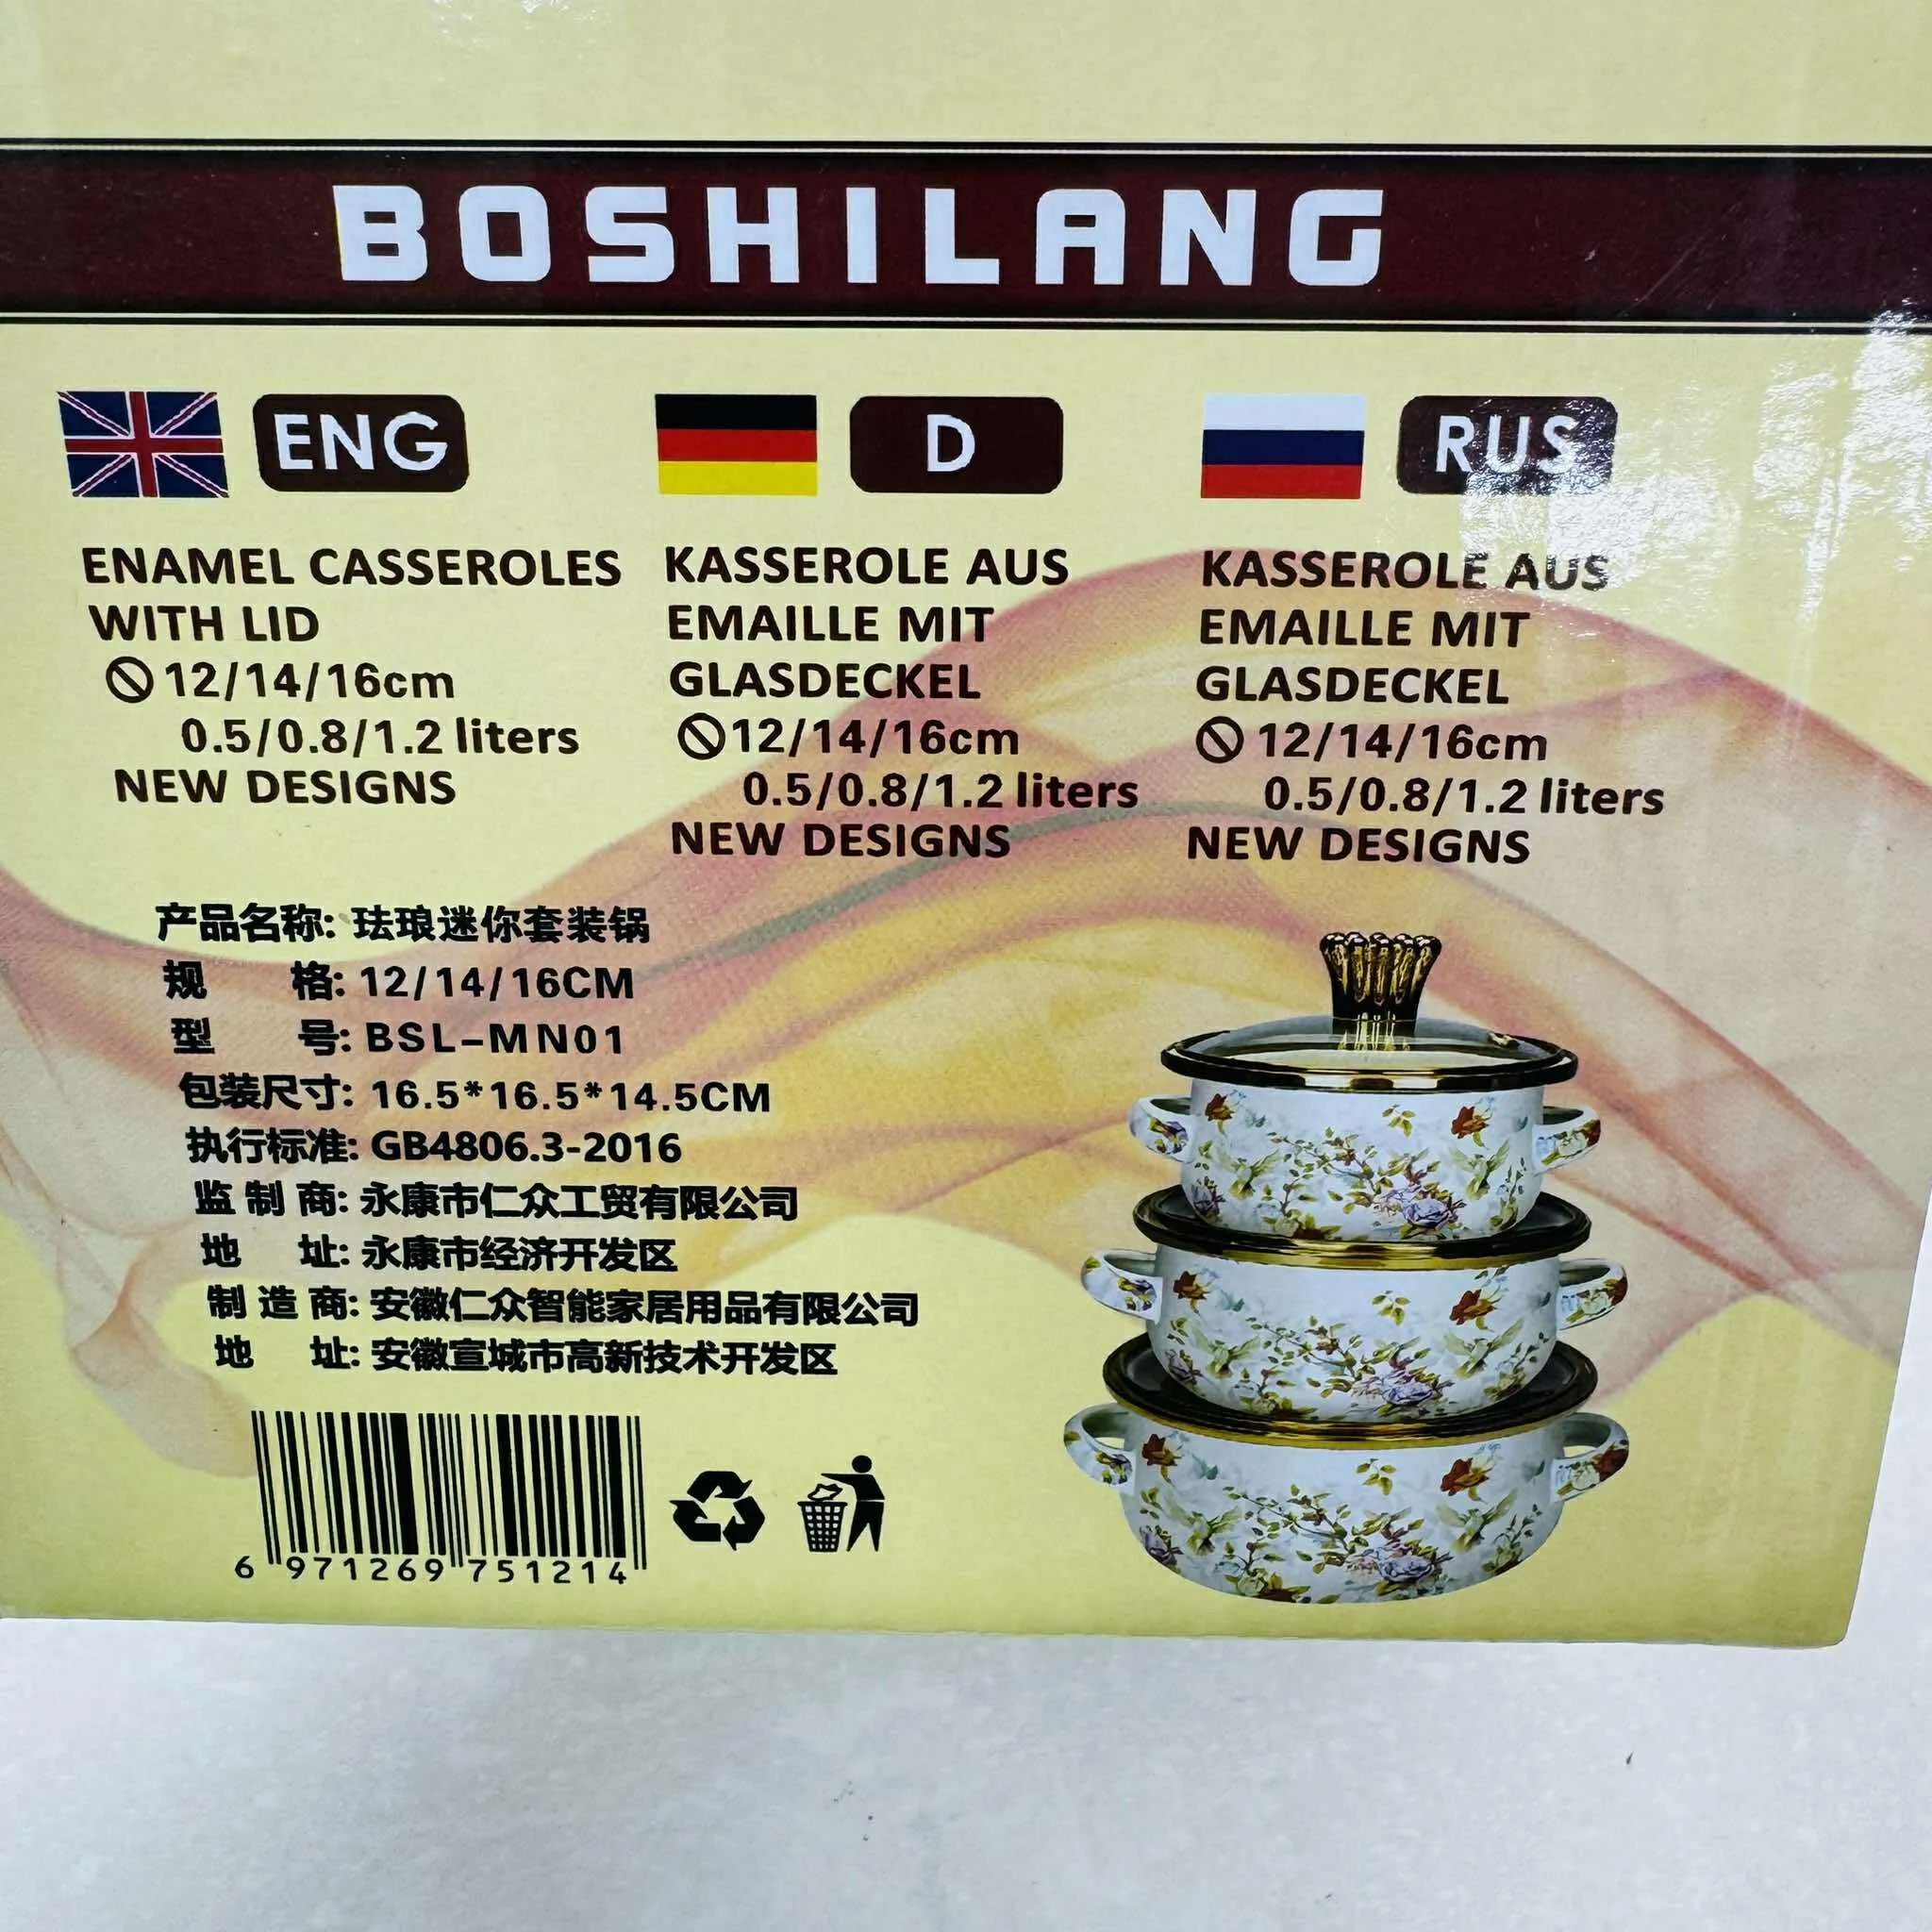 BOSHILANG
ENG
ENAMEL CASSEROLES
WITH LID
12/14/16cm
0.5/0.8/1.2 liters
NEW DESIGNS
D
KASSEROLE AUS
EMAILLE MIT
GLASDECKEL
12/14/16cm
0.5/0.8/1.2 liters
NEW DESIGNS
RUS
KASSEROLE AUS
EMAILLE MIT
GLASDECKEL
12/14/16cm
0.5/0.8/1.2 liters
NEW DESIGNS
产品名称: 珐琅迷你套装锅
规 格: 12/14/16CM
型 号: BSL-MN01
包装尺寸: 16.5*16.5*14.5CM
执行标准: GB4806.3-2016
监 制 商: 永康市仁众工贸有限公司
地 址: 永康市经济开发区
制 造 商: 安徽仁众智能家居用品有限公司
地 址: 安徽宣城市高新技术开发区
6 971269 751214